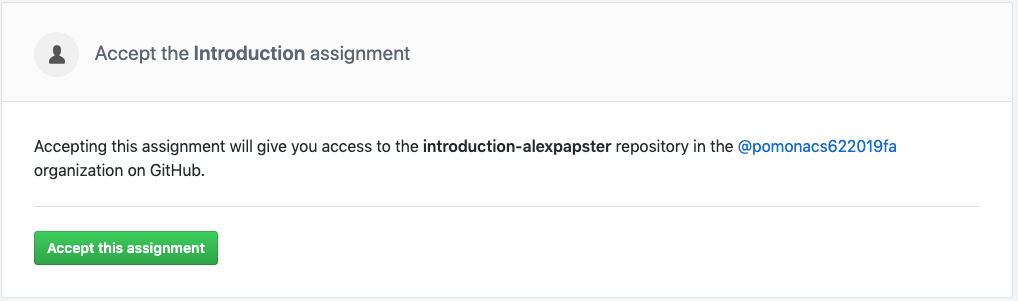 Accept the Introduction assignment
Accepting this assignment will give you access to the introduction-alexpapster repository in the @pomonacs622019fa
organization on GitHub.
Accept this assignment